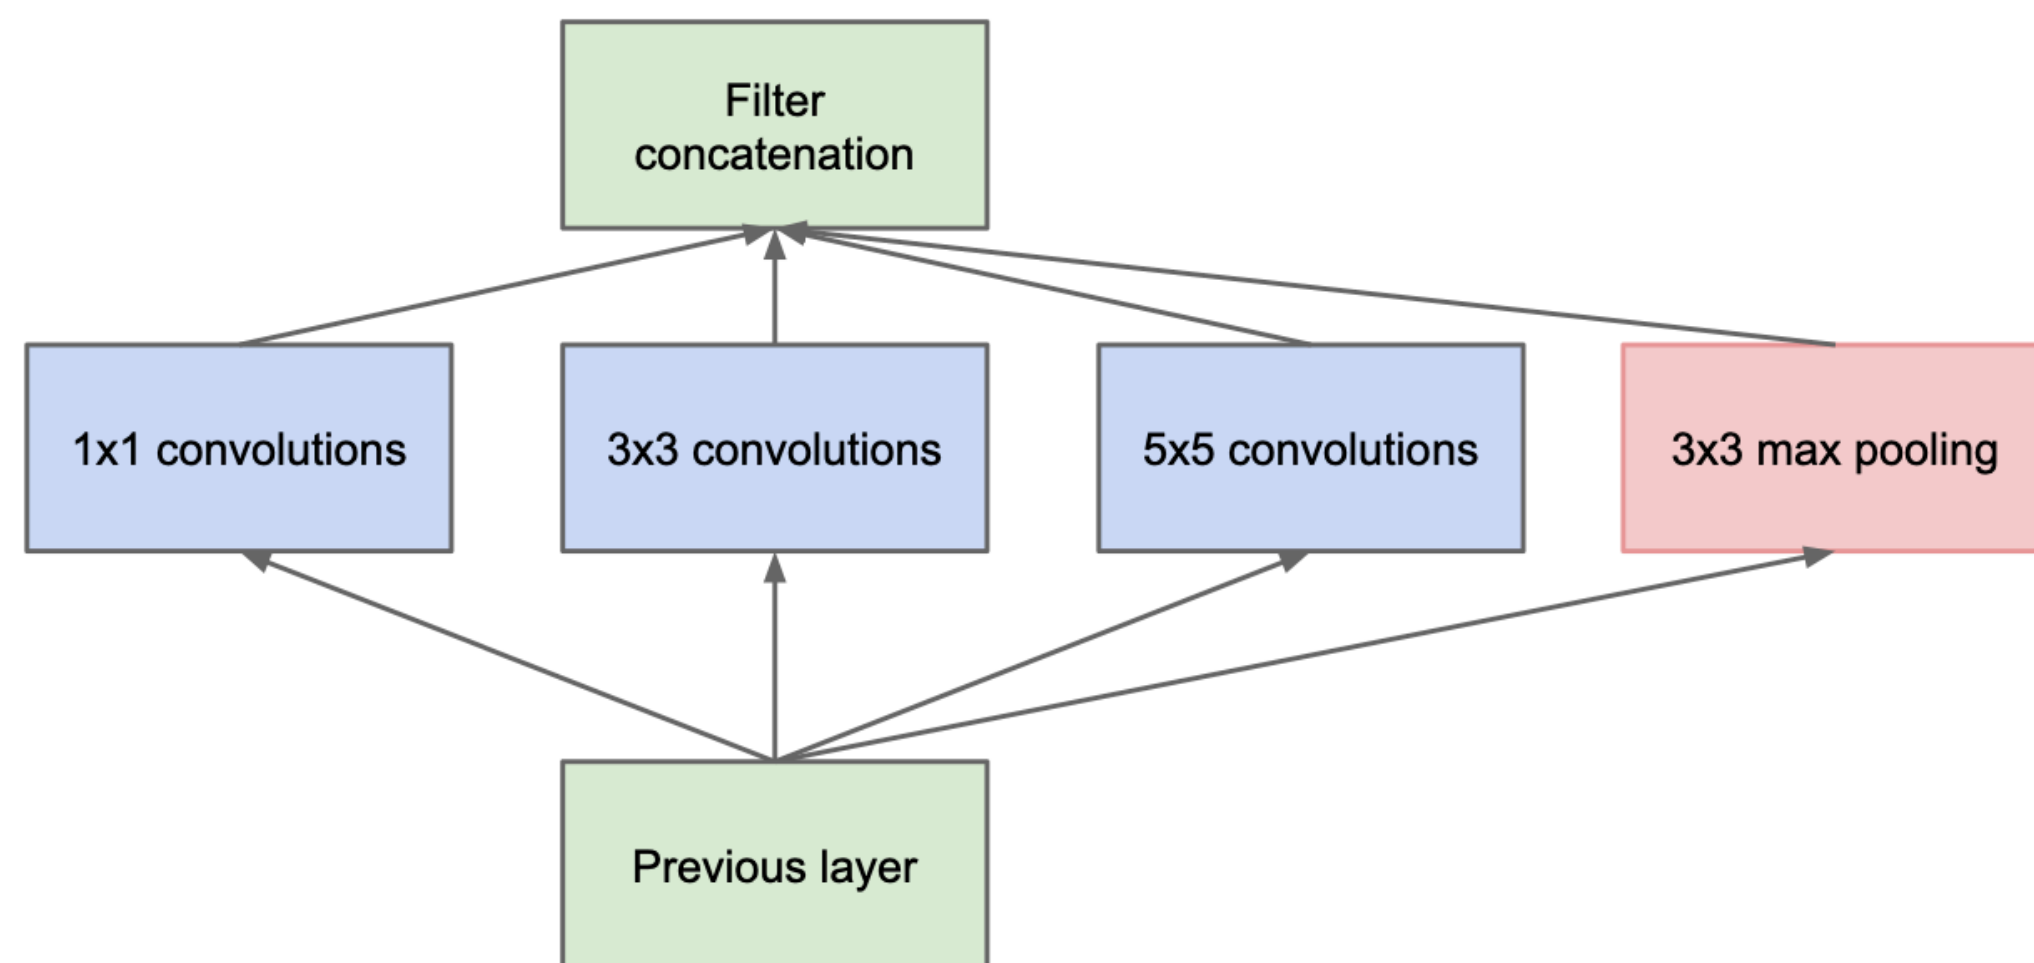 Filter
concatenation
1x1 convolutions
3x3 convolutions
5x5 convolutions
3x3 max pooling
Previous layer